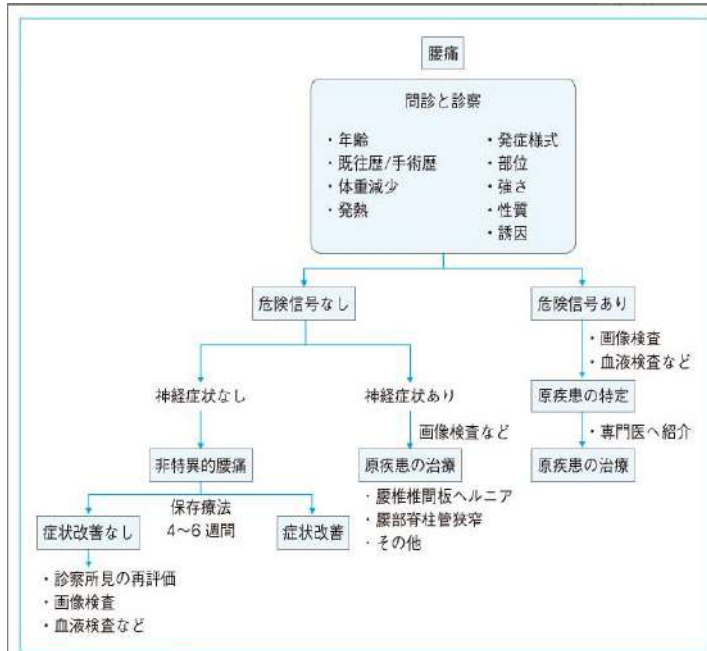 腰痛
問診と診察
・年齢
・既往歴/手術歴
・体重減少
・発熱
・発症様式
・部位
・強さ
・性質
・誘因
危険信号なし
危険信号あり
・画像検査
・血液検査など
神経症状なし
神経症状あり
原疾患の特定
画像検査など
・専門医へ紹介
非特異的腰痛
原疾患の治療
原疾患の治療
保存療法
4～6週間
・腰椎椎間板ヘルニア
・腰部脊柱管狭窄
・その他
症状改善なし
症状改善
・診察所見の再評価
・画像検査
・血液検査など